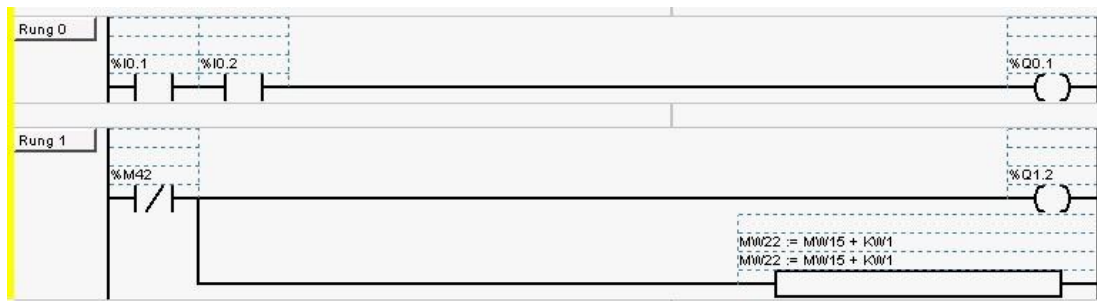 Rung 0
%I0.1 %I0.2 %Q0.1
Rung 1
%M42 %Q1.2
MW22 := MW15 + KW1
MW22 := MW15 + KW1